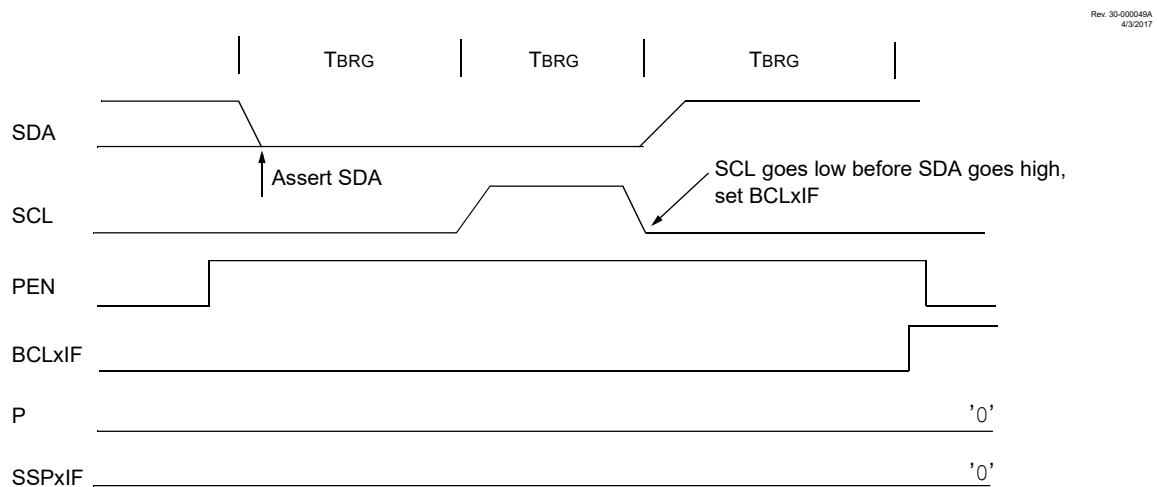 Rev. 30-000049A
4/3/2017
TBRG TBRG TBRG
SDA
Assert SDA
SCL goes low before SDA goes high,
set BCLxIF
SCL
PEN
BCLxIF
P '0'
SSPxIF '0'